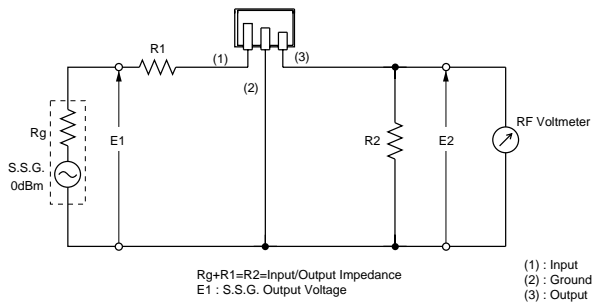 R1
(1)
(3)
(2)
Rg
E1
R2
E2
RF Voltmeter
S.S.G.
0dBm
Rg+R1=R2=Input/Output Impedance
E1 : S.S.G. Output Voltage
(1) : Input
(2) : Ground
(3) : Output